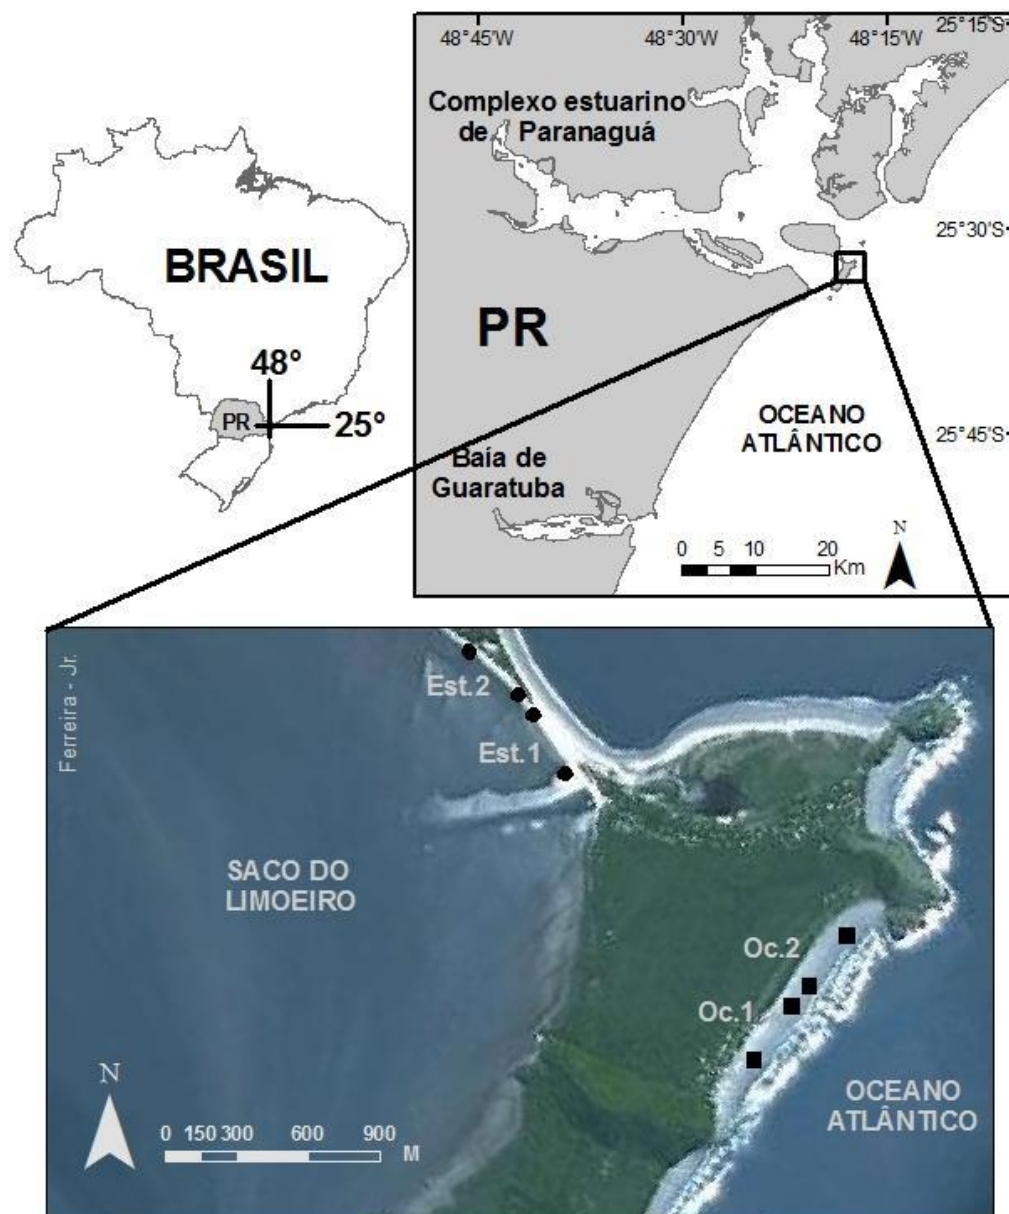 48°45'W 48°30'W 48°15'W 25°15'S
Complexo estuarino
de Paranaguá
BRASIL
25°30'S
PR
48°
PR
25°
OCEANO
ATLÂNTICO
25°45'S
Baía de
Guaratuba
N
0 5 10 20
Km
Ferreira - Jr.
Est.2
Est.1
SACO DO
LIMOEIRO
Oc.2
Oc.1
N
OCEANO
ATLÂNTICO
0 150 300 600 900
M